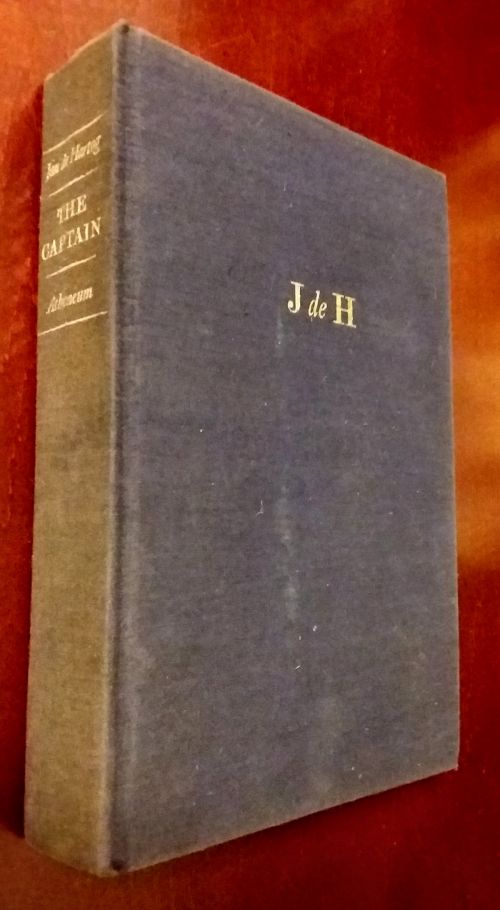 Jan de Hartog
THE
CAPTAIN
Atheneum
J de H